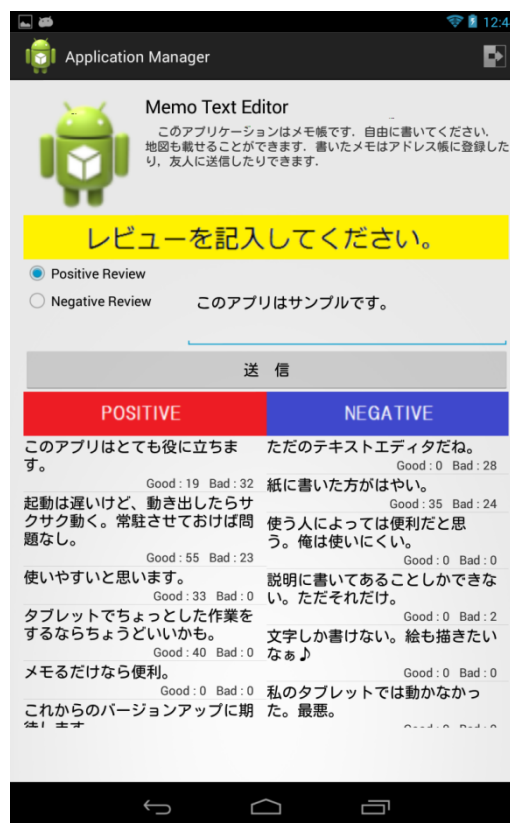 12:4
Application Manager
Memo Text Editor
このアプリケーションはメモ帳です．自由に書いてください．
地図も載せることができます．書いたメモはアドレス帳に登録した
り，友人に送信したりできます．
レビューを記入してください。
Positive Review
Negative Review
このアプリはサンプルです。
送 信
POSITIVE
このアプリはとても役に立ちま
す。
Good : 19 Bad : 32
起動は遅いけど、動き出したらサ
クサク動く。常駐させておけば問
題なし。
Good : 55 Bad : 23
使いやすいと思います。
Good : 33 Bad : 0
タブレットでちょっとした作業を
するならちょうどいいかも。
Good : 40 Bad : 0
メモるだけなら便利。
Good : 0 Bad : 0
これからのバージョンアップに期
待します
NEGATIVE
ただのテキストエディタだね。
Good : 0 Bad : 28
紙に書いた方がはやい。
Good : 35 Bad : 24
使う人によっては便利だと思
う。俺は使いにくい。
Good : 0 Bad : 0
説明に書いてあることしかできな
い。ただそれだけ。
Good : 0 Bad : 2
文字しか書けない。絵も描きたい
なぁ♪
Good : 0 Bad : 0
私のタブレットでは動かなかっ
た。最悪。